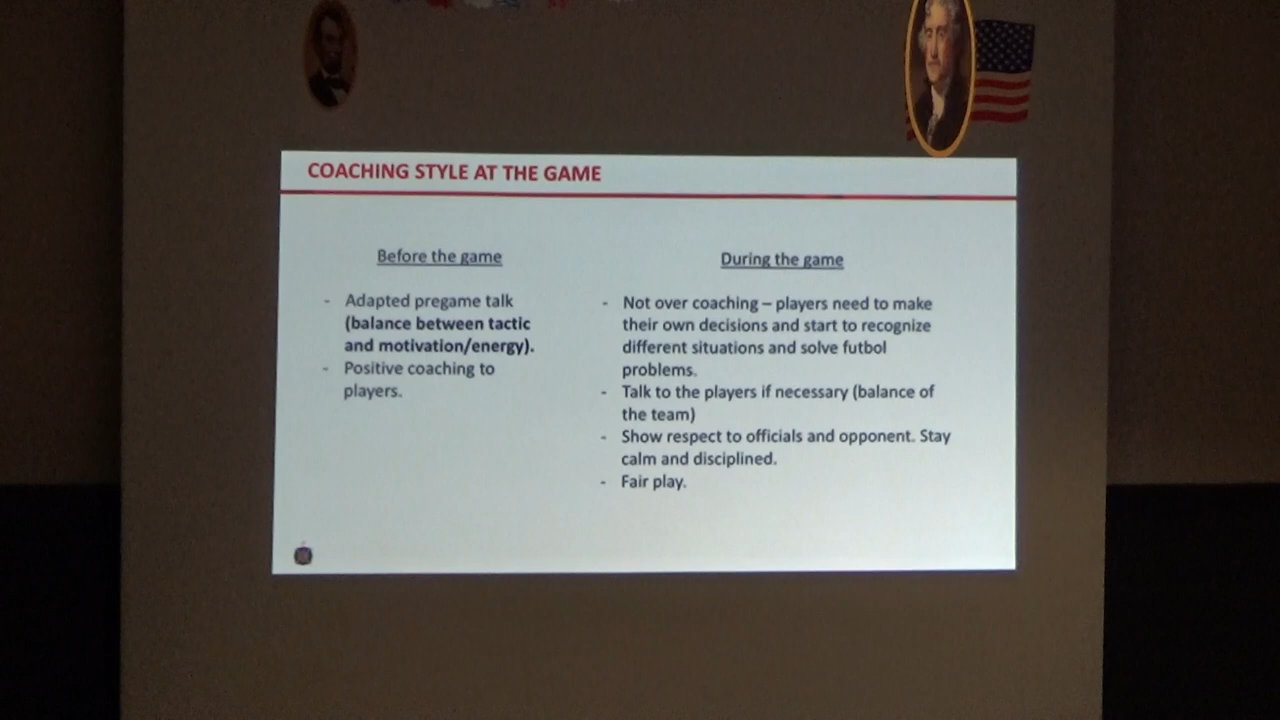 COACHING STYLE AT THE GAME
Before the game
- Adapted pregame talk
(balance between tactic
and motivation/energy).
- Positive coaching to
players.
During the game
- Not over coaching – players need to make
their own decisions and start to recognize
different situations and solve futbol
problems.
- Talk to the players if necessary (balance of
the team)
- Show respect to officials and opponent. Stay
calm and disciplined.
- Fair play.